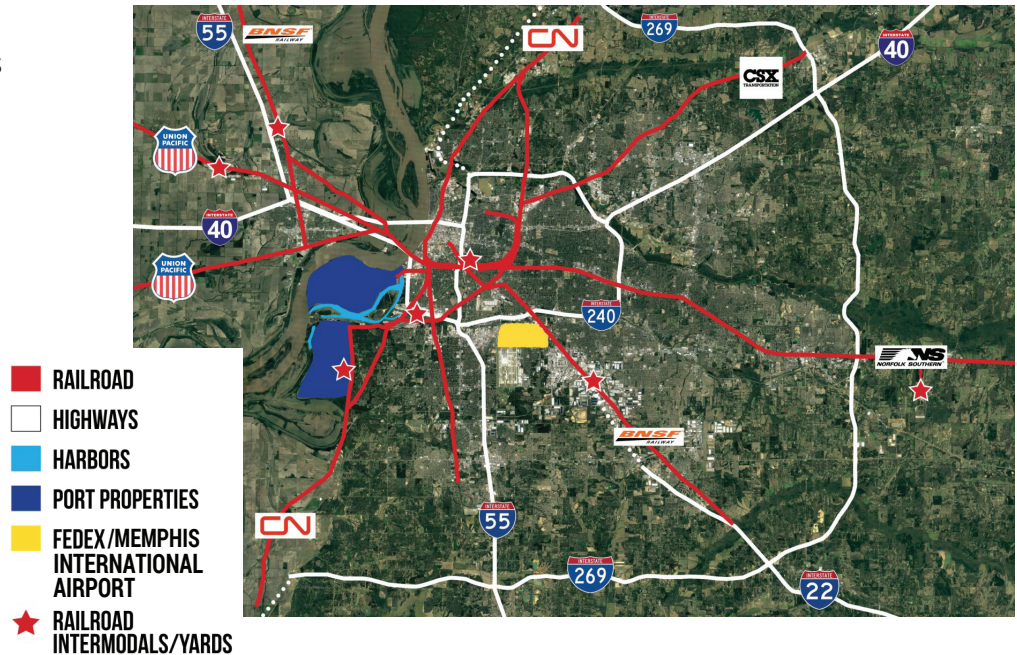 S
INTERSTATE
55
BNSF
RAILWAY
CN
INTERSTATE
269
INTERSTATE
40
CSX
TRANSPORTATION
UNION
PACIFIC
INTERSTATE
40
UNION
PACIFIC
INTERSTATE
240
NS
NORFOLK SOUTHERN
BNSF
RAILWAY
CN
INTERSTATE
55
INTERSTATE
269
INTERSTATE
22
RAILROAD
HIGHWAYS
HARBORS
PORT PROPERTIES
FEDEX/MEMPHIS
INTERNATIONAL
AIRPORT
RAILROAD
INTERMODALS/YARDS